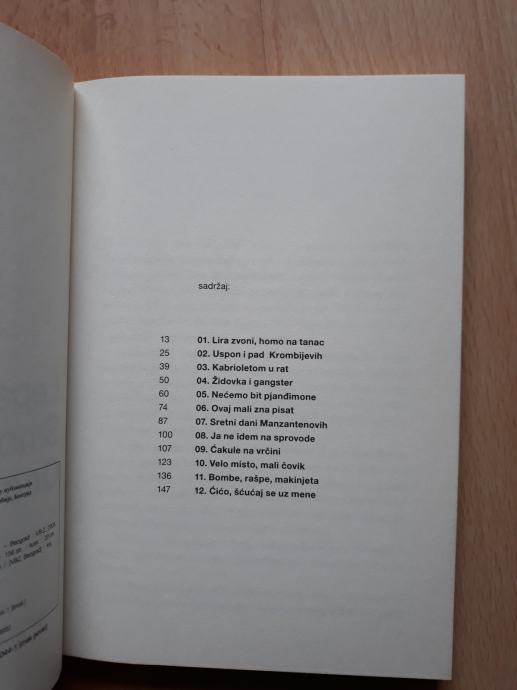 sadržaj:
13 01. Lira zvoni, homo na tanac
25 02. Uspon i pad Krombijevih
39 03. Kabrioletom u rat
50 04. Židovka i gangster
60 05. Nećemo bit pjanđimone
74 06. Ovaj mali zna pisat
87 07. Sretni dani Manzantenovih
100 08. Ja ne idem na sprovode
107 09. Ćakule na vrčini
123 10. Velo misto, mali čovik
136 11. Bombe, rašpe, makinjeta
147 12. Ćićo, šćućaj se uz mene